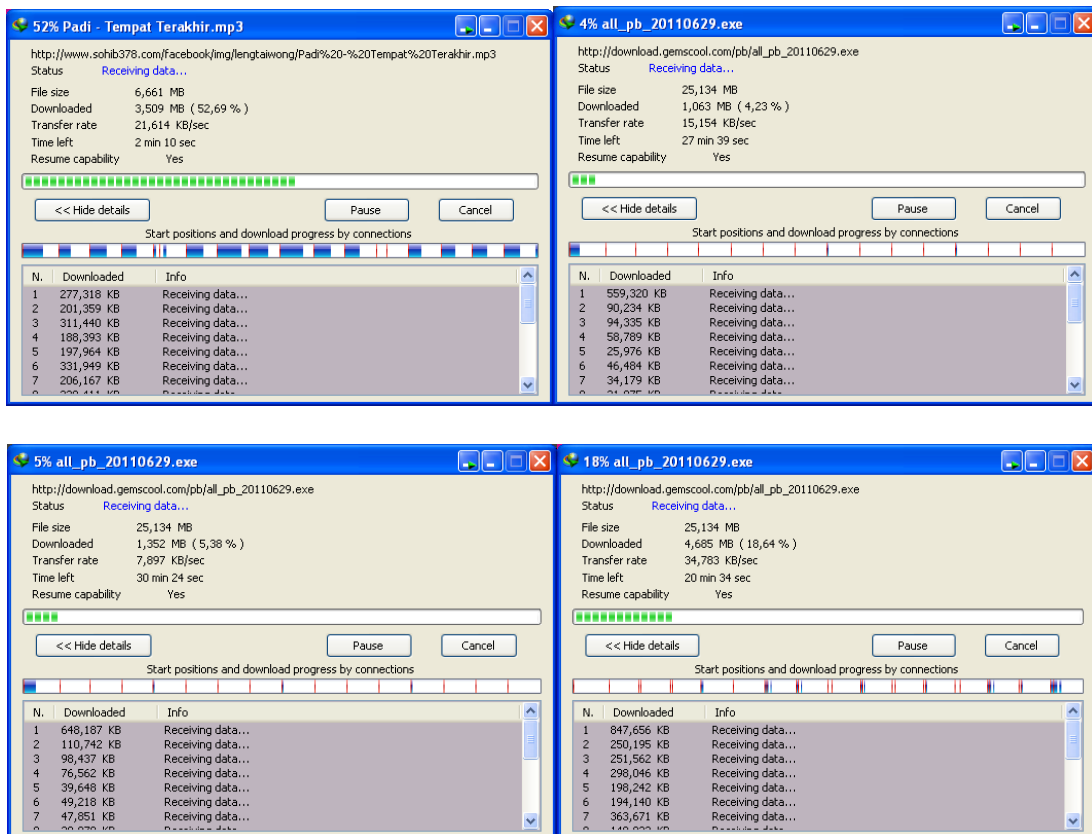 52% Padi - Tempat Terakhir.mp3
http://www.sohib378.com/facebook/img/lengtaiwong/Padi%20-%20Tempat%20Terakhir.mp3
Status Receiving data...
File size 6,661 MB
Downloaded 3,509 MB ( 52,69 % )
Transfer rate 21,614 KB/sec
Time left 2 min 10 sec
Resume capability Yes
<< Hide details Pause Cancel
Start positions and download progress by connections
N. Downloaded Info
1 277,318 KB Receiving data...
2 201,359 KB Receiving data...
3 311,440 KB Receiving data...
4 188,393 KB Receiving data...
5 197,964 KB Receiving data...
6 331,949 KB Receiving data...
7 206,167 KB Receiving data...
4% all_pb_20110629.exe
http://download.gemscool.com/pb/all_pb_20110629.exe
Status Receiving data...
File size 25,134 MB
Downloaded 1,063 MB ( 4,23 % )
Transfer rate 15,154 KB/sec
Time left 27 min 39 sec
Resume capability Yes
<< Hide details Pause Cancel
Start positions and download progress by connections
N. Downloaded Info
1 559,320 KB Receiving data...
2 90,234 KB Receiving data...
3 94,335 KB Receiving data...
4 58,789 KB Receiving data...
5 25,976 KB Receiving data...
6 46,484 KB Receiving data...
7 34,179 KB Receiving data...
5% all_pb_20110629.exe
http://download.gemscool.com/pb/all_pb_20110629.exe
Status Receiving data...
File size 25,134 MB
Downloaded 1,352 MB ( 5,38 % )
Transfer rate 7,897 KB/sec
Time left 30 min 24 sec
Resume capability Yes
<< Hide details Pause Cancel
Start positions and download progress by connections
N. Downloaded Info
1 648,187 KB Receiving data...
2 110,742 KB Receiving data...
3 98,437 KB Receiving data...
4 76,562 KB Receiving data...
5 39,648 KB Receiving data...
6 49,218 KB Receiving data...
7 47,851 KB Receiving data...
18% all_pb_20110629.exe
http://download.gemscool.com/pb/all_pb_20110629.exe
Status Receiving data...
File size 25,134 MB
Downloaded 4,685 MB ( 18,64 % )
Transfer rate 34,783 KB/sec
Time left 20 min 34 sec
Resume capability Yes
<< Hide details Pause Cancel
Start positions and download progress by connections
N. Downloaded Info
1 847,656 KB Receiving data...
2 250,195 KB Receiving data...
3 251,562 KB Receiving data...
4 298,046 KB Receiving data...
5 198,242 KB Receiving data...
6 194,140 KB Receiving data...
7 363,671 KB Receiving data...